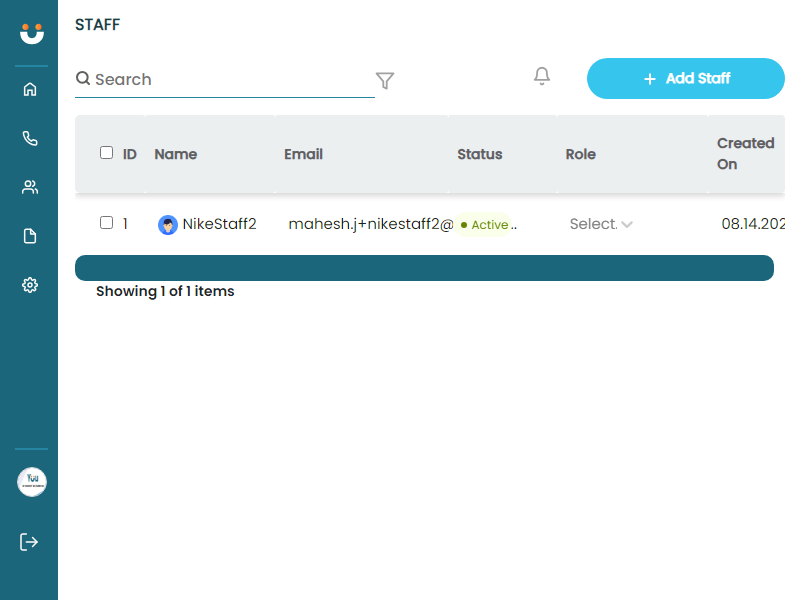 STAFF
Search
Add Staff
ID Name Email Status Role Created On
1 NikeStaff2 mahesh.j+nikestaff2@ Active .. Select. 08.14.202
Showing 1 of 1 items